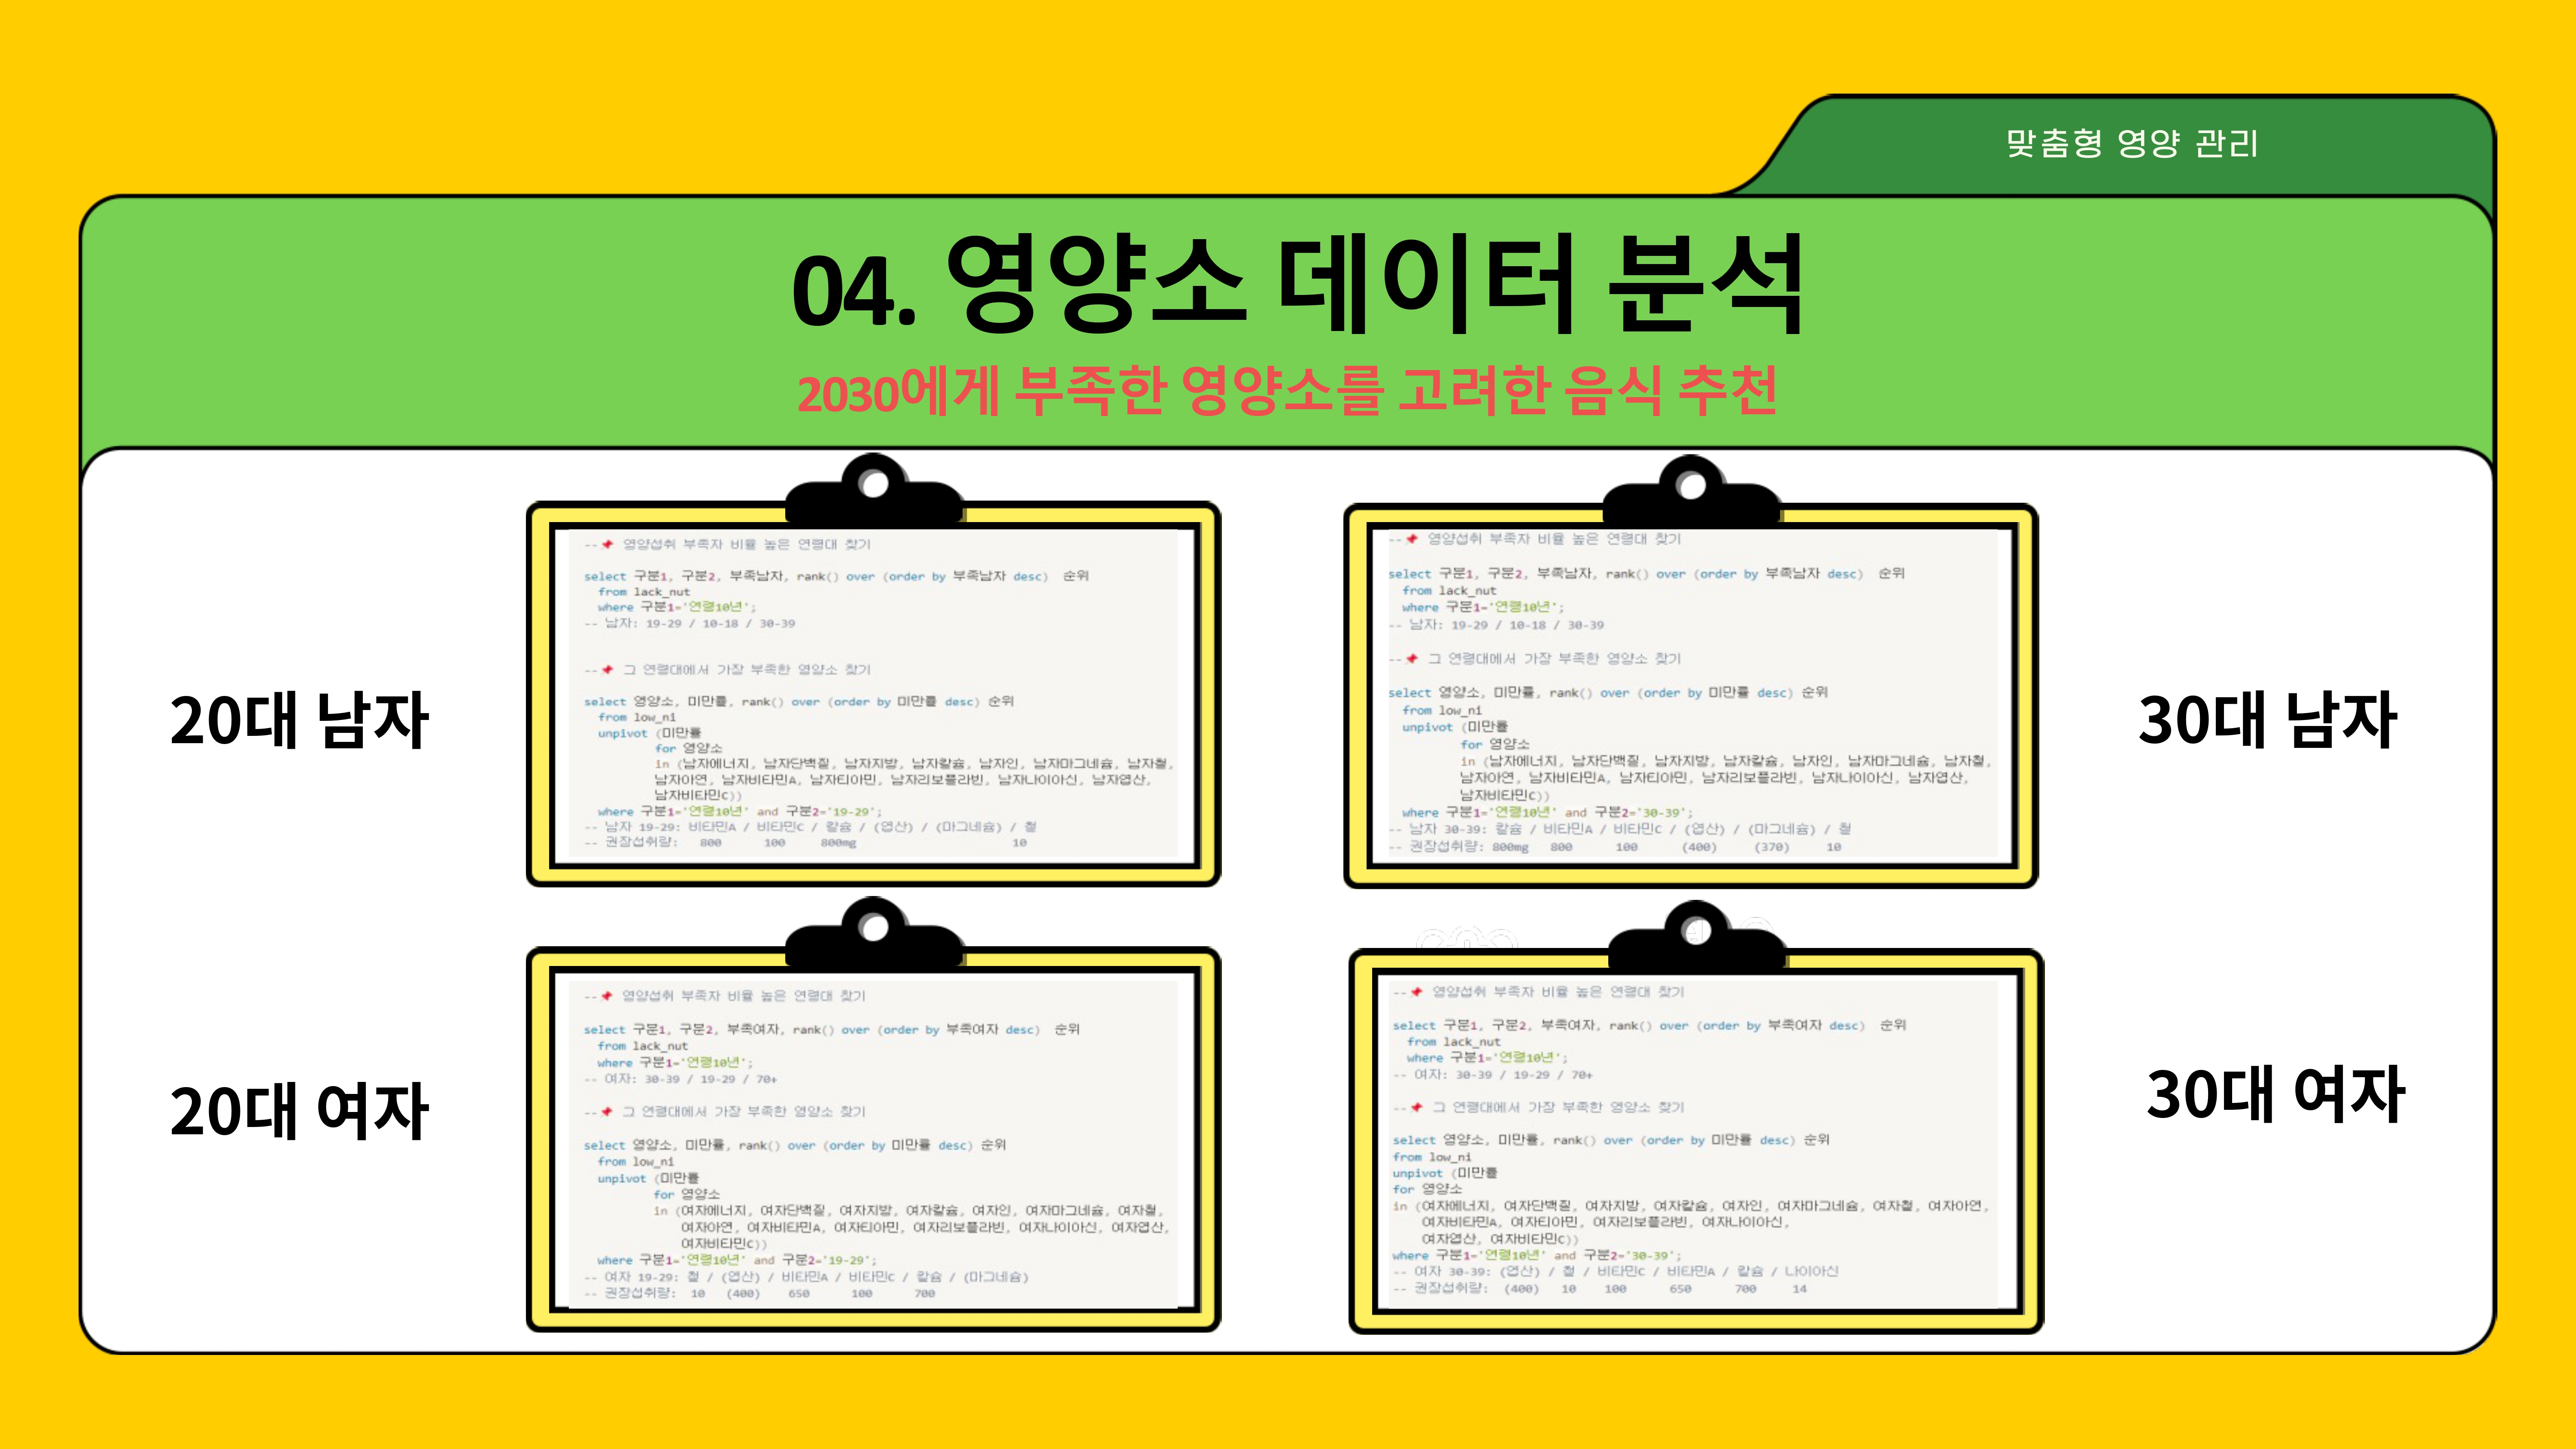 맞춤형 영양 관리
04. 영양소 데이터 분석
2030에게 부족한 영양소를 고려한 음식 추천
20대 남자
--📌 영양섭취 부족자 비율 높은 연령대 찾기
select 구분1, 구분2, 부족남자, rank() over (order by 부족남자 desc) 순위
from lack_nut
where 구분1='연령10년';
-- 남자: 19-29 / 10-18 / 30-39
--📌 그 연령대에서 가장 부족한 영양소 찾기
select 영양소, 미만률, rank() over (order by 미만률 desc) 순위
from low_ni
unpivot (미만률
for 영양소
in (남자에너지, 남자단백질, 남자지방, 남자칼슘, 남자인, 남자마그네슘, 남자철,
남자아연, 남자비타민A, 남자티아민, 남자리보플라빈, 남자나이아신, 남자엽산,
남자비타민C))
where 구분1='연령10년' and 구분2='19-29';
-- 남자 19-29: 비타민A / 비타민C / 칼슘 / (엽산) / (마그네슘) / 철
-- 권장섭취량: 800 100 800mg 10
--📌 영양섭취 부족자 비율 높은 연령대 찾기
select 구분1, 구분2, 부족남자, rank() over (order by 부족남자 desc) 순위
from lack_nut
where 구분1='연령10년';
-- 남자: 19-29 / 10-18 / 30-39
--📌 그 연령대에서 가장 부족한 영양소 찾기
select 영양소, 미만률, rank() over (order by 미만률 desc) 순위
from low_ni
unpivot (미만률
for 영양소
in (남자에너지, 남자단백질, 남자지방, 남자칼슘, 남자인, 남자마그네슘, 남자철,
남자아연, 남자비타민A, 남자티아민, 남자리보플라빈, 남자나이아신, 남자엽산,
남자비타민C))
where 구분1='연령10년' and 구분2='30-39';
-- 남자 30-39: 칼슘 / 비타민A / 비타민C / (엽산) / (마그네슘) / 철
-- 권장섭취량: 800mg 800 100 (400) (370) 10
30대 남자
20대 여자
--📌 영양섭취 부족자 비율 높은 연령대 찾기
select 구분1, 구분2, 부족여자, rank() over (order by 부족여자 desc) 순위
from lack_nut
where 구분1='연령10년';
-- 여자: 30-39 / 19-29 / 70+
--📌 그 연령대에서 가장 부족한 영양소 찾기
select 영양소, 미만률, rank() over (order by 미만률 desc) 순위
from low_ni
unpivot (미만률
for 영양소
in (여자에너지, 여자단백질, 여자지방, 여자칼슘, 여자인, 여자마그네슘, 여자철,
여자아연, 여자비타민A, 여자티아민, 여자리보플라빈, 여자나이아신, 여자엽산,
여자비타민C))
where 구분1='연령10년' and 구분2='19-29';
-- 여자 19-29: 철 / (엽산) / 비타민A / 비타민C / 칼슘 / (마그네슘)
-- 권장섭취량: 10 (400) 650 100 700
--📌 영양섭취 부족자 비율 높은 연령대 찾기
select 구분1, 구분2, 부족여자, rank() over (order by 부족여자 desc) 순위
from lack_nut
where 구분1='연령10년';
-- 여자: 30-39 / 19-29 / 70+
--📌 그 연령대에서 가장 부족한 영양소 찾기
select 영양소, 미만률, rank() over (order by 미만률 desc) 순위
from low_ni
unpivot (미만률
for 영양소
in (여자에너지, 여자단백질, 여자지방, 여자칼슘, 여자인, 여자마그네슘, 여자철, 여자아연,
여자비타민A, 여자티아민, 여자리보플라빈, 여자나이아신,
여자엽산, 여자비타민C))
where 구분1='연령10년' and 구분2='30-39';
-- 여자 30-39: (엽산) / 철 / 비타민C / 비타민A / 칼슘 / 나이아신
-- 권장섭취량: (400) 10 100 650 700 14
30대 여자